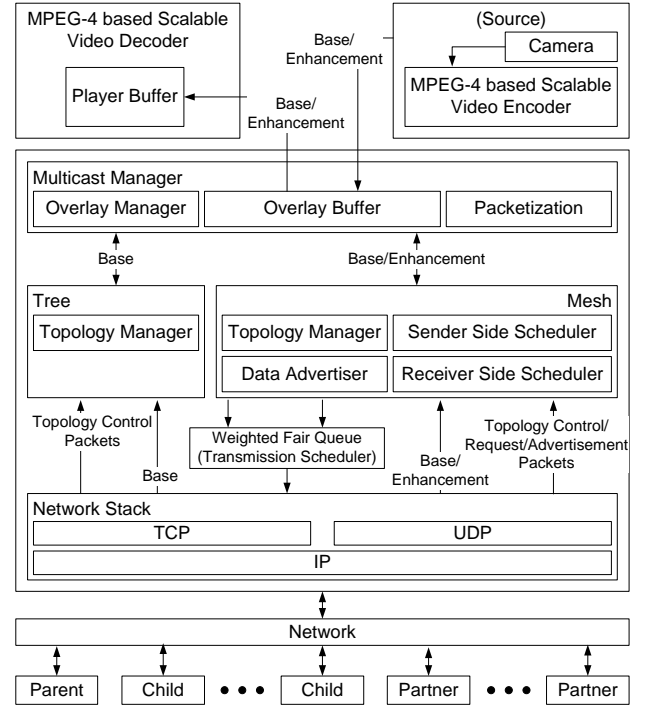 MPEG-4 based Scalable
Video Decoder
Player Buffer
Base/
Enhancement
Base/
Enhancement
(Source)
Camera
MPEG-4 based Scalable
Video Encoder
Multicast Manager
Overlay Manager
Overlay Buffer
Packetization
Base
Base/Enhancement
Tree
Topology Manager
Mesh
Topology Manager
Sender Side Scheduler
Data Advertiser
Receiver Side Scheduler
Topology Control
Packets
Base
Weighted Fair Queue
(Transmission Scheduler)
Base/
Enhancement
Topology Control/
Request/Advertisement
Packets
Network Stack
TCP
UDP
IP
Network
Parent
Child
Child
Partner
Partner